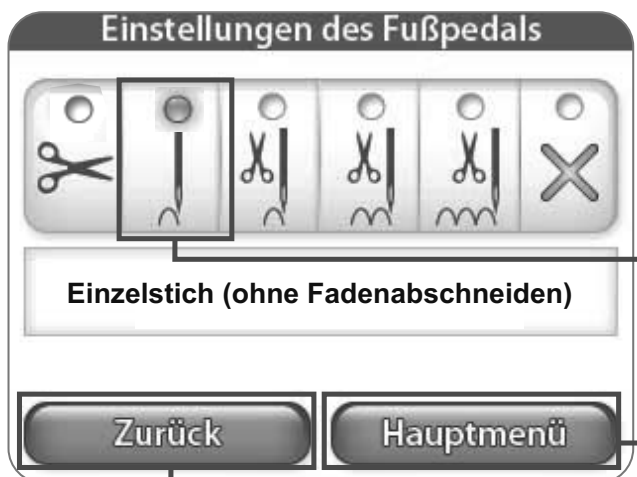 Einstellungen des Fußpedals
Einzelstich (ohne Fadenabschneiden)
Zurück
Hauptmenü